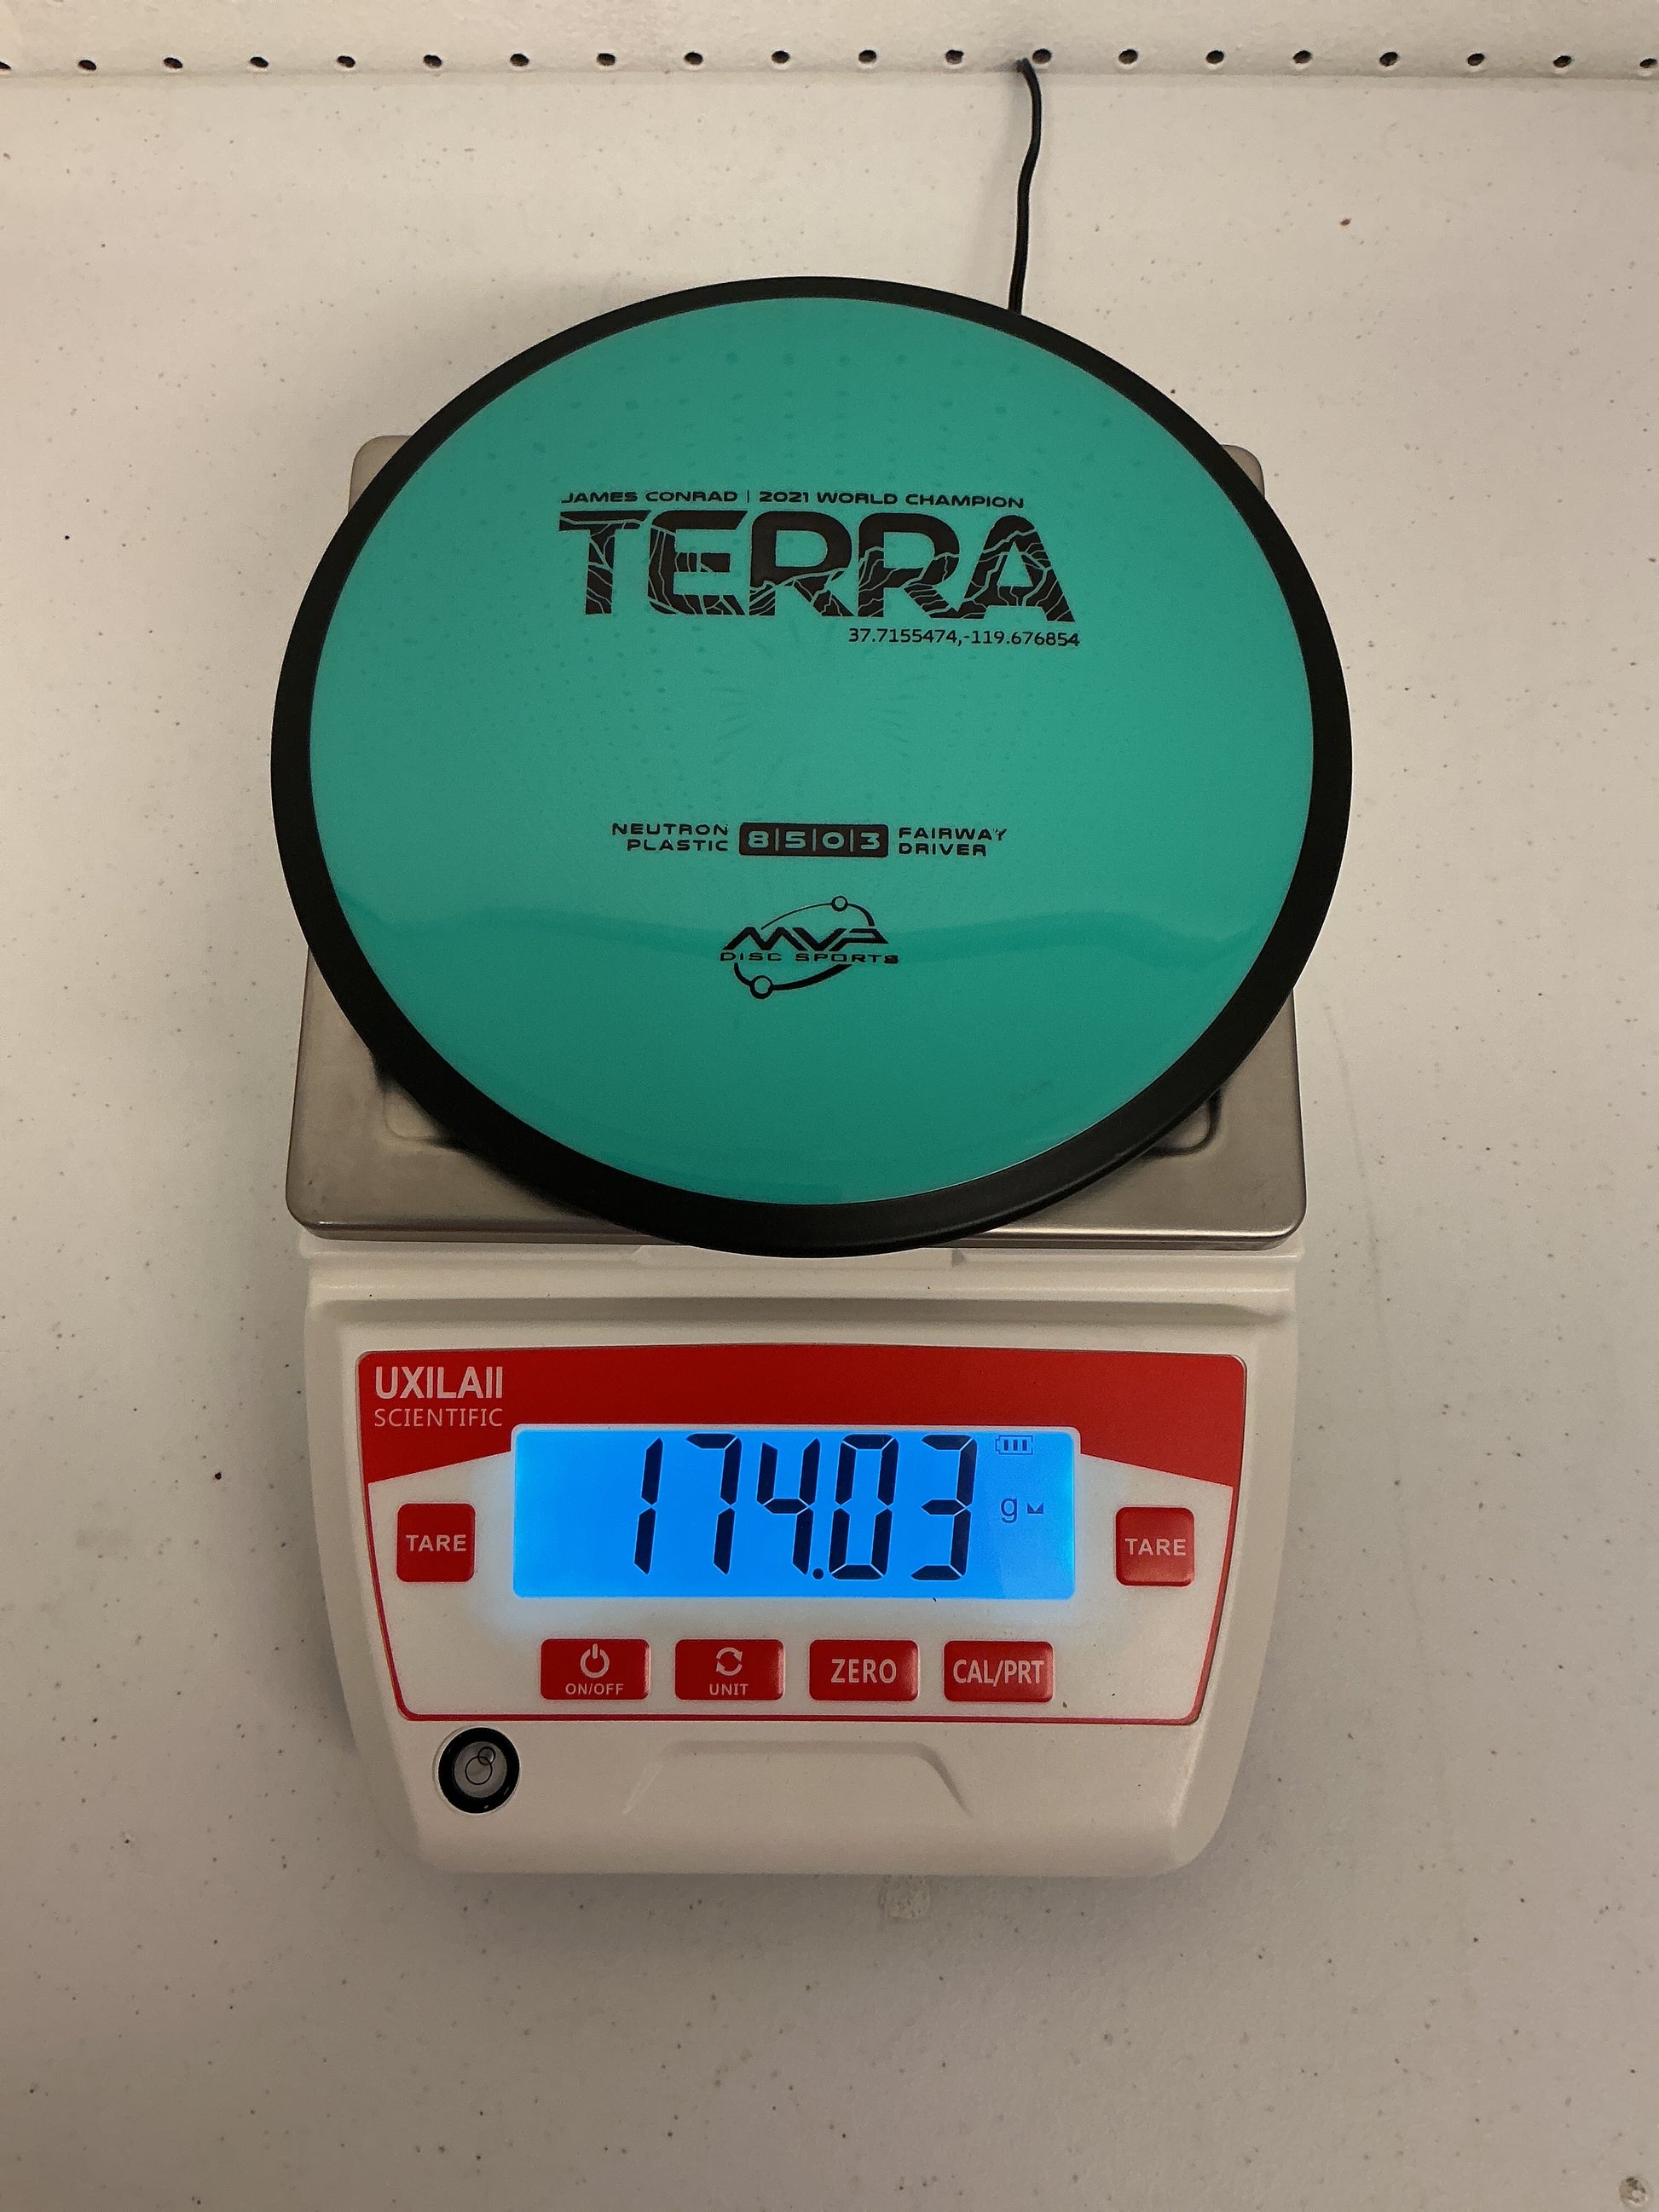 JAMES CONRAD | 2021 WORLD CHAMPION
TERRA
37.7155474,-119.676854
NEUTRON PLASTIC 8|5|0|3 FAIRWAY DRIVER
MVP
DISC SPORTS
UXILAII
SCIENTIFIC
174.03 g
TARE
TARE
ON/OFF UNIT ZERO CAL/PRT